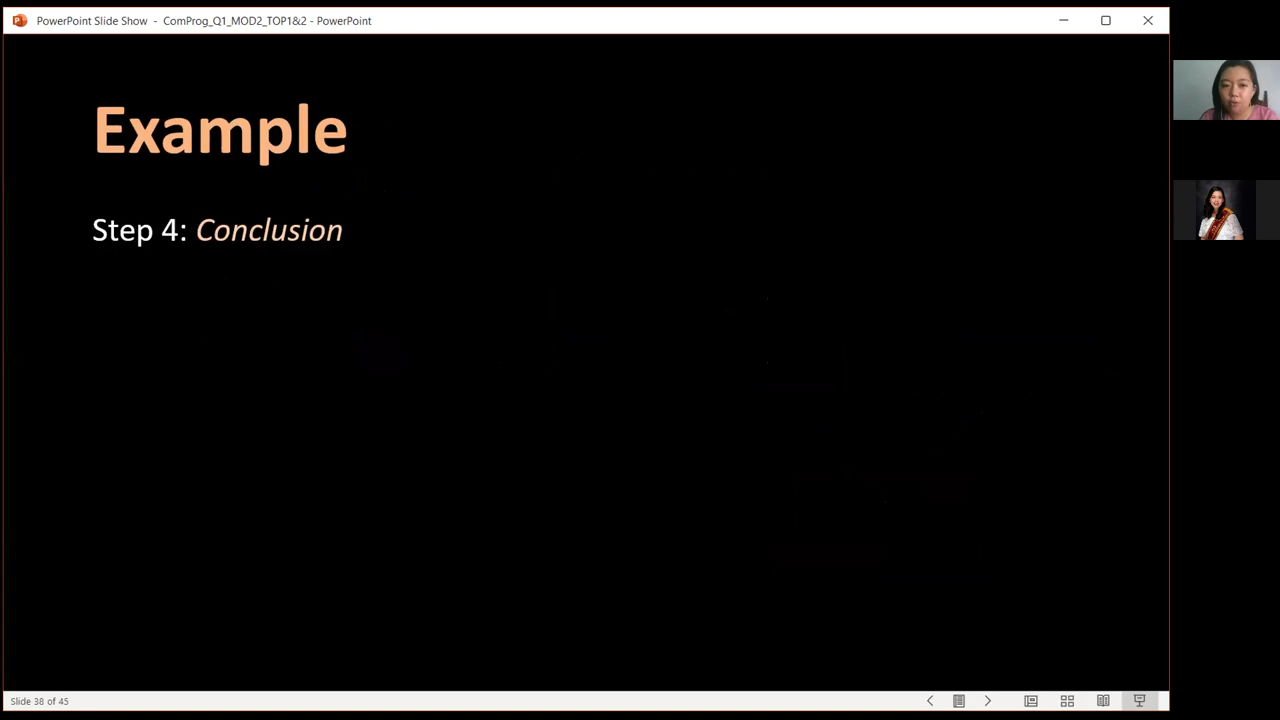 PowerPoint Slide Show - ComProg_Q1_MOD2_TOP1&2 - PowerPoint
Example
Step 4: Conclusion
Slide 38 of 45